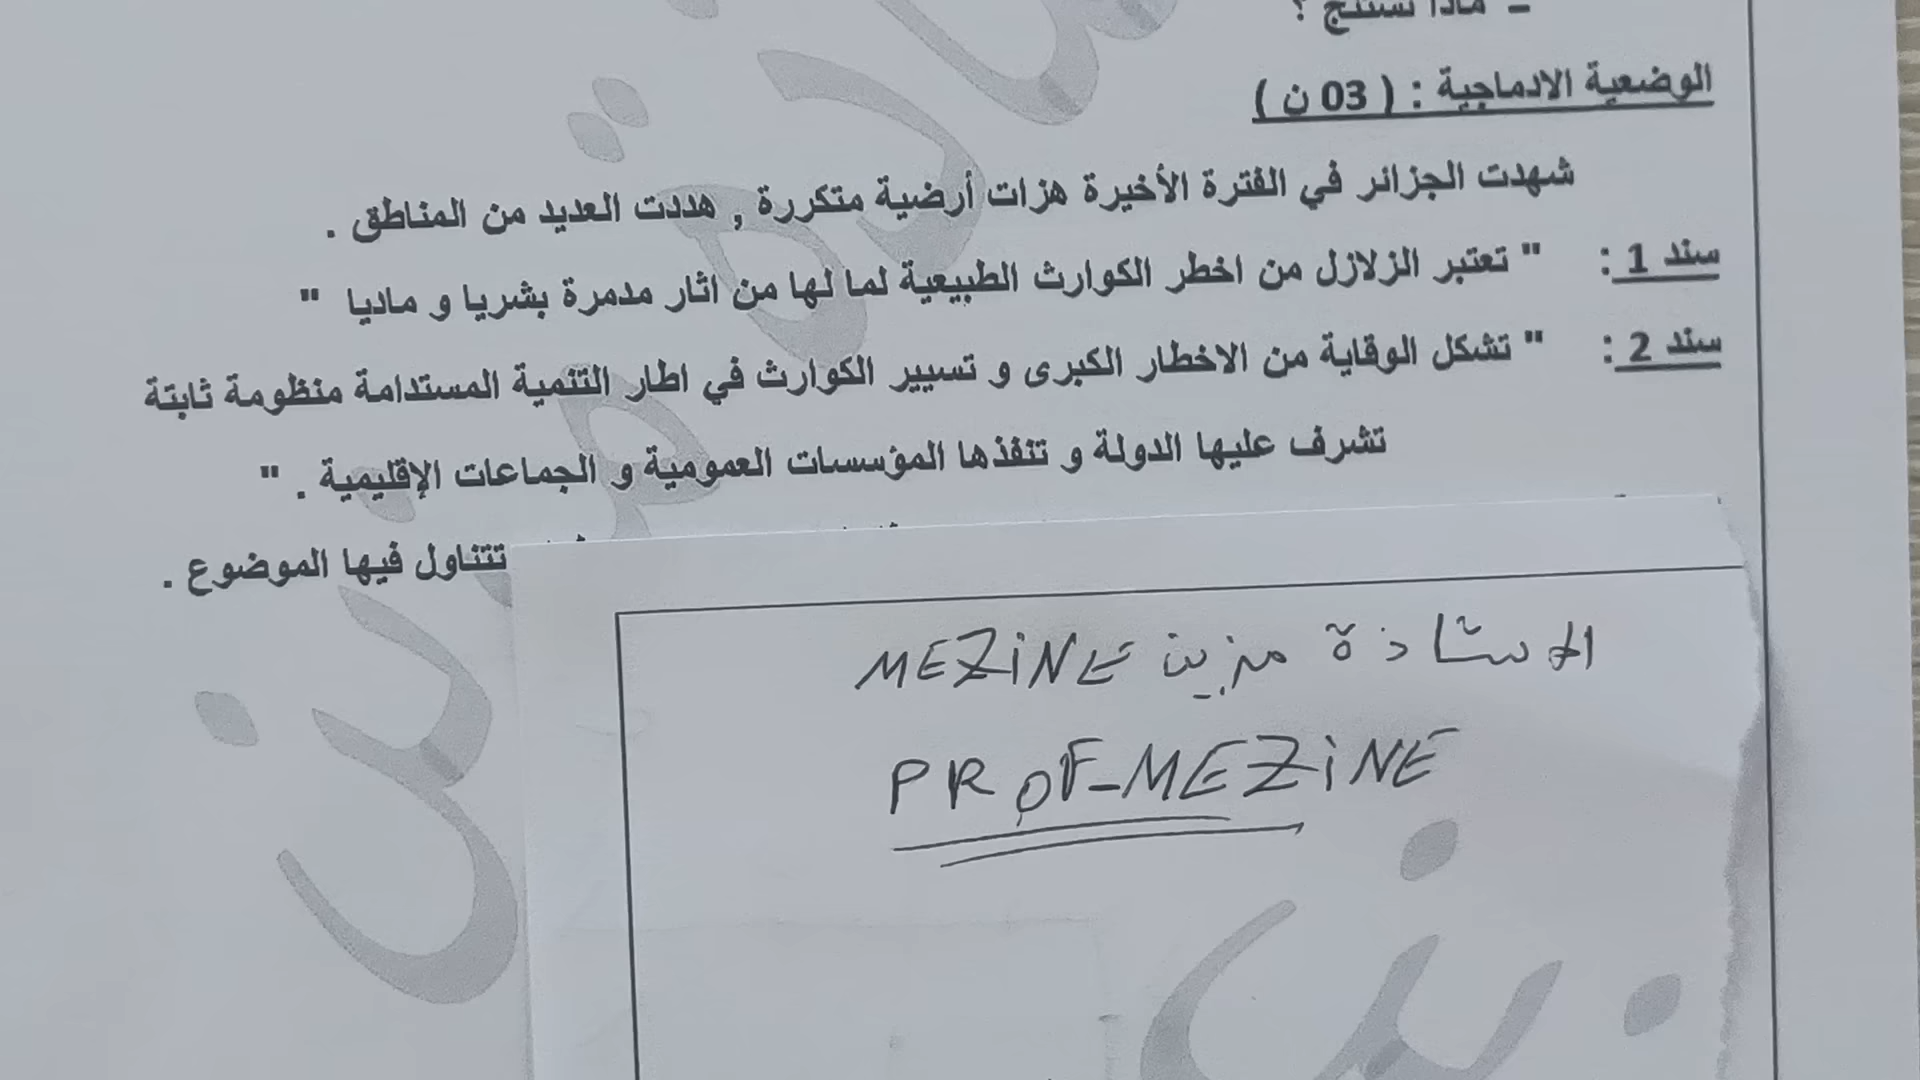 ـ ماذا نستنتج ؟
الوضعية الادماجية : ( 03 ن )
شهدت الجزائر في الفترة الأخيرة هزات أرضية متكررة , هددت العديد من المناطق .
سند 1 : " تعتبر الزلازل من اخطر الكوارث الطبيعية لما لها من اثار مدمرة بشريا و ماديا "
سند 2 : " تشكل الوقاية من الاخطار الكبرى و تسيير الكوارث في اطار التنمية المستدامة منظومة ثابتة
تشرف عليها الدولة و تنفذها المؤسسات العمومية و الجماعات الإقليمية . "
تتناول فيها الموضوع .
الاستاذة مزين MEZiNE
PROF-MEZiNE